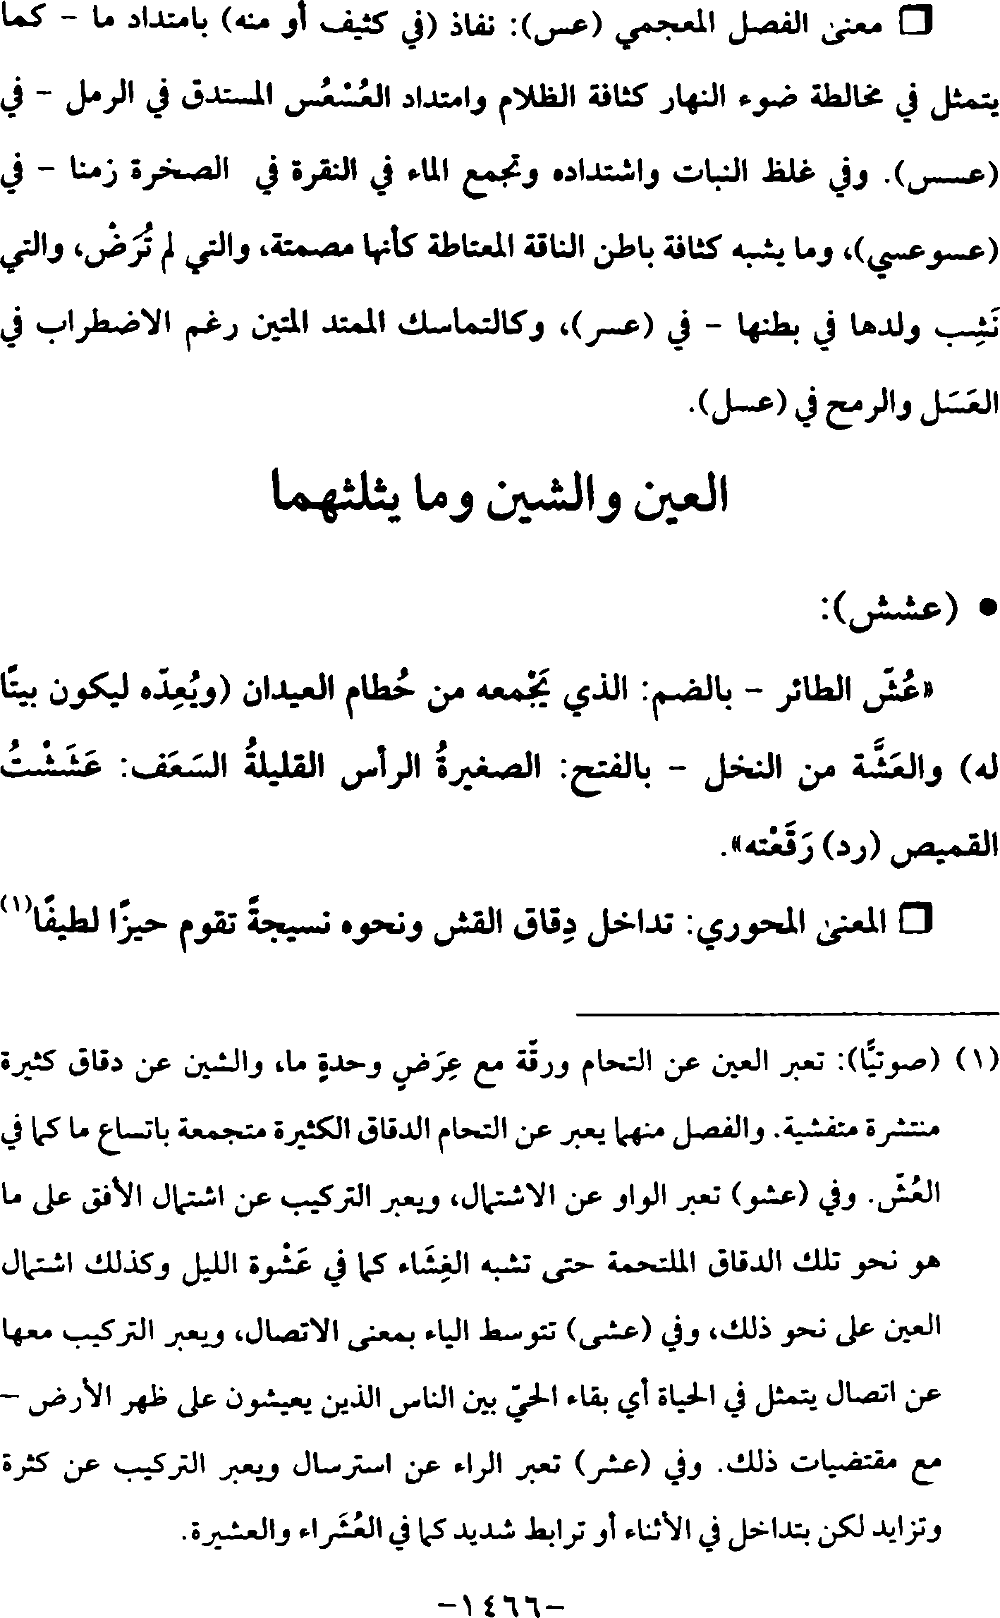 ❒ معنى الفصل المعجمي (عس): نفاذ (في كثيف أو منه) بامتداد ما - كما
يتمثل في مخالطة ضوء النهار كثافة الظلام وامتداد العُسْعُس المستدق في الرمل - في
(عسس). وفي غلظ النبات واشتداده وتجمع الماء في النقرة في الصخرة زمنا - في
(عسوعسي)، وما يشبه كثافة باطن الناقة المعتاطة كأنها مصمتة، والتي لم تُرَضْ، والتي
نَشِب ولدها في بطنها - في (عسر)، وكالتماسك الممتد المتين رغم الاضطراب في
العَسَل والرمح في (عسل).
العين والشين وما يثلثهما
• (عشش):
«عُشّ الطائر - بالضم: الذي يَجْمعه من حُطام العيدان (ويُعِدّه ليكون بيتًا
له) والعَشَّة من النخل - بالفتح: الصغيرةُ الرأس القليلةُ السَعَف: عَشَشْتُ
القميص (رد) رَقَعْته».
❒ المعنى المحوري: تداخل دِقاق القش ونحوه نسيجةً تقوم حيزًا لطيفًا(١)
(١) (صوتيًّا): تعبر العين عن التحام ورقّة مع عِرَضٍ وحدةٍ ما، والشين عن دقاق كثيرة
منتشرة متفشية. والفصل منهما يعبر عن التحام الدقاق الكثيرة متجمعة باتساع ما كما في
العُشّ. وفي (عشو) تعبر الواو عن الاشتمال، ويعبر التركيب عن اشتمال الأفق على ما
هو نحو تلك الدقاق الملتحمة حتى تشبه الغِشَاء كما في عَشْوة الليل وكذلك اشتمال
العين على نحو ذلك، وفي (عشى) تتوسط الياء بمعنى الاتصال، ويعبر التركيب معها
عن اتصال يتمثل في الحياة أي بقاء الحيّ بين الناس الذين يعيشون على ظهر الأرض -
مع مقتضيات ذلك. وفي (عشر) تعبر الراء عن استرسال ويعبر التركيب عن كثرة
وتزايد لكن بتداخل في الأثناء أو ترابط شديد كما في العُشَراء والعشيرة.
-١٤٦٦-